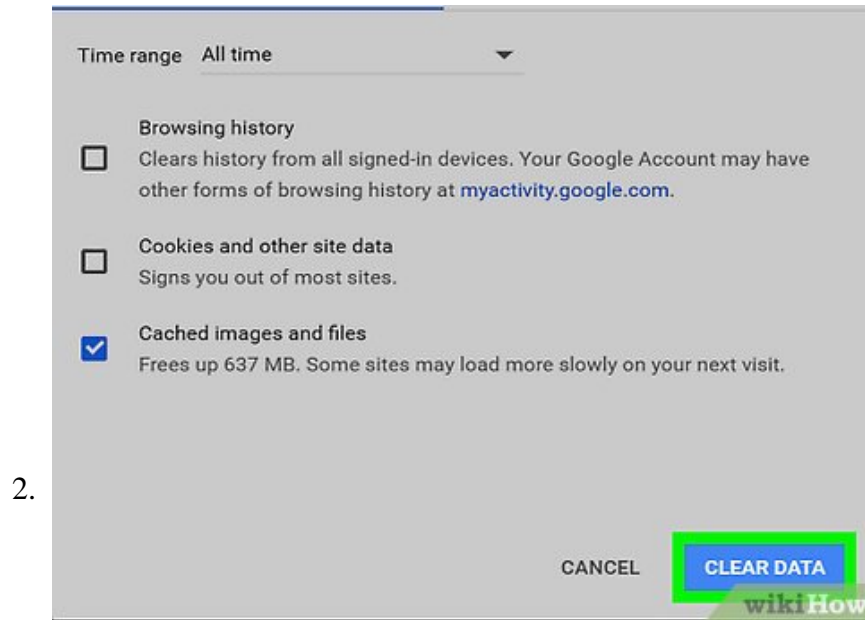 Time range All time
Browsing history
Clears history from all signed-in devices. Your Google Account may have
other forms of browsing history at myactivity.google.com.
Cookies and other site data
Signs you out of most sites.
Cached images and files
Frees up 637 MB. Some sites may load more slowly on your next visit.
2.
CANCEL CLEAR DATA
wikiHow